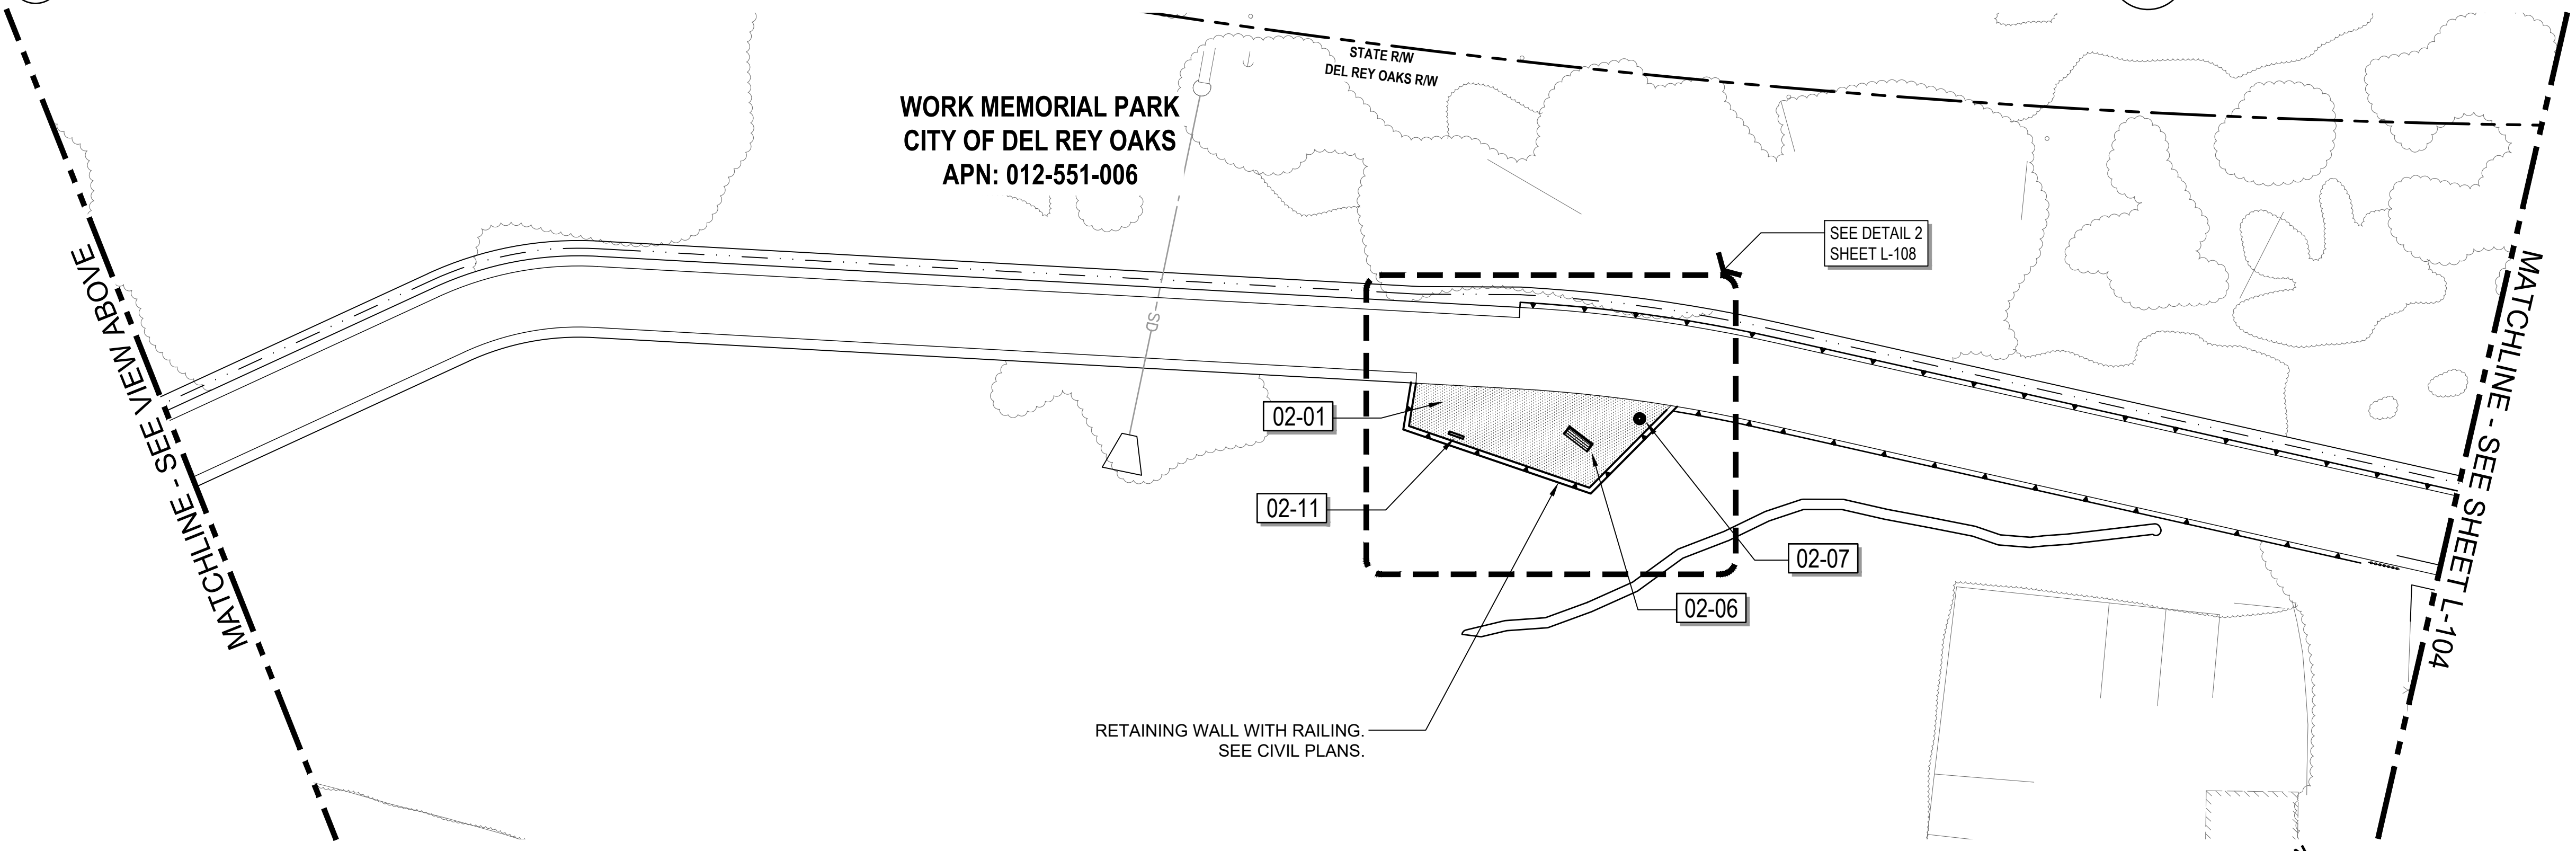 STATE R/W
DEL REY OAKS R/W
WORK MEMORIAL PARK
CITY OF DEL REY OAKS
APN: 012-551-006
SEE DETAIL 2
SHEET L-108
MATCHLINE - SEE VIEW ABOVE
SD
02-01
02-11
02-07
02-06
RETAINING WALL WITH RAILING.
SEE CIVIL PLANS.
MATCHLINE - SEE SHEET L-104